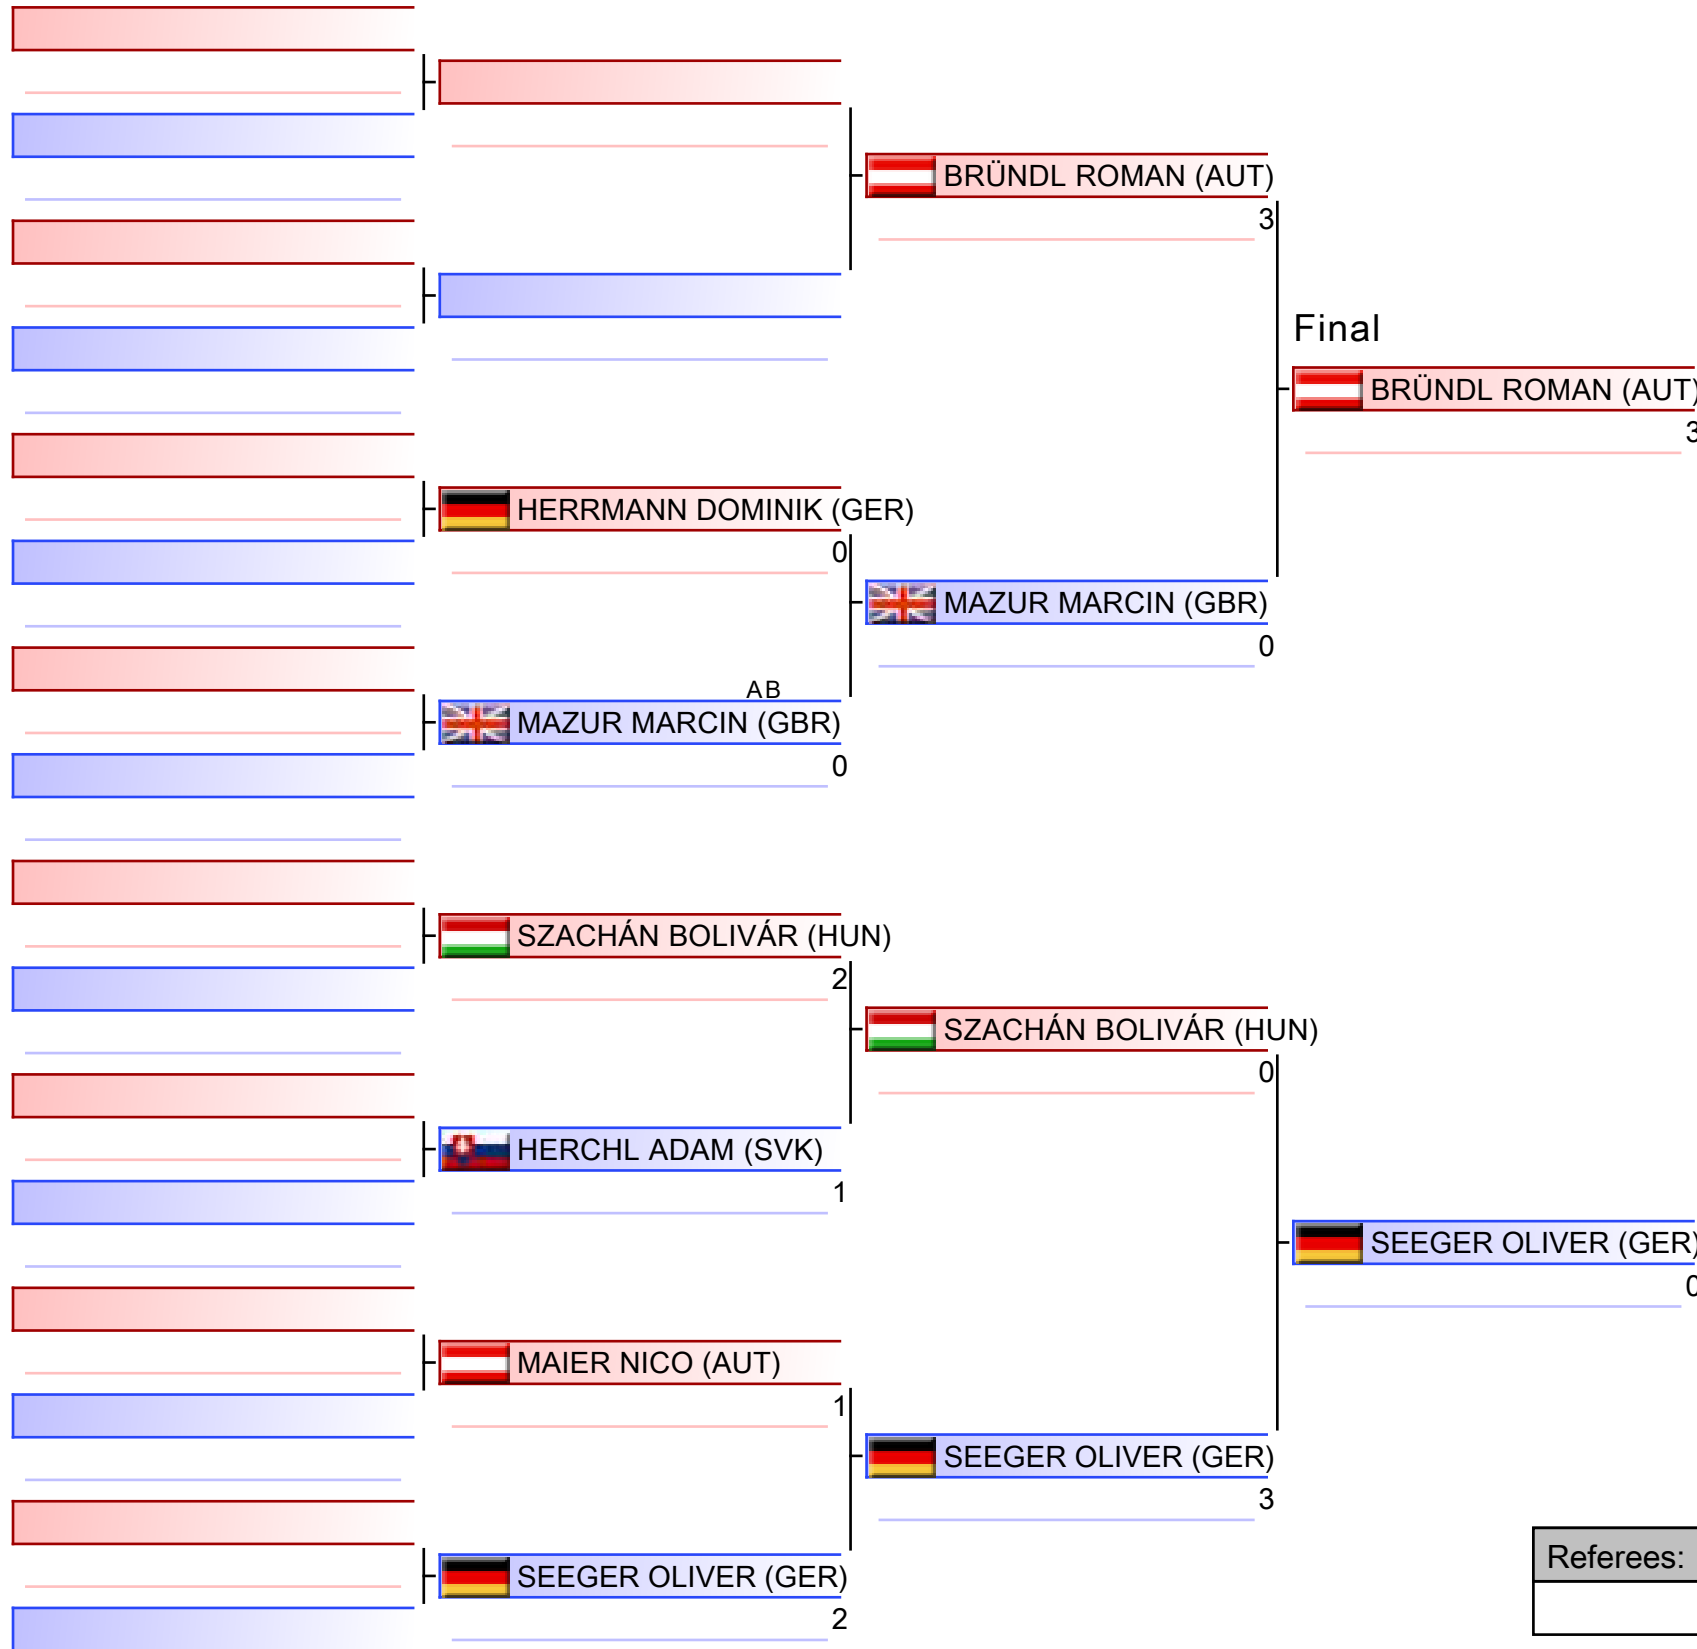 BRÜNDL ROMAN (AUT)
3
Final
BRÜNDL ROMAN (AUT)
3
HERRMANN DOMINIK (GER)
0
MAZUR MARCIN (GBR)
0
AB
MAZUR MARCIN (GBR)
0
SZACHÁN BOLIVÁR (HUN)
2
SZACHÁN BOLIVÁR (HUN)
0
HERCHL ADAM (SVK)
1
SEEGER OLIVER (GER)
0
MAIER NICO (AUT)
1
SEEGER OLIVER (GER)
3
SEEGER OLIVER (GER)
2
Referees: